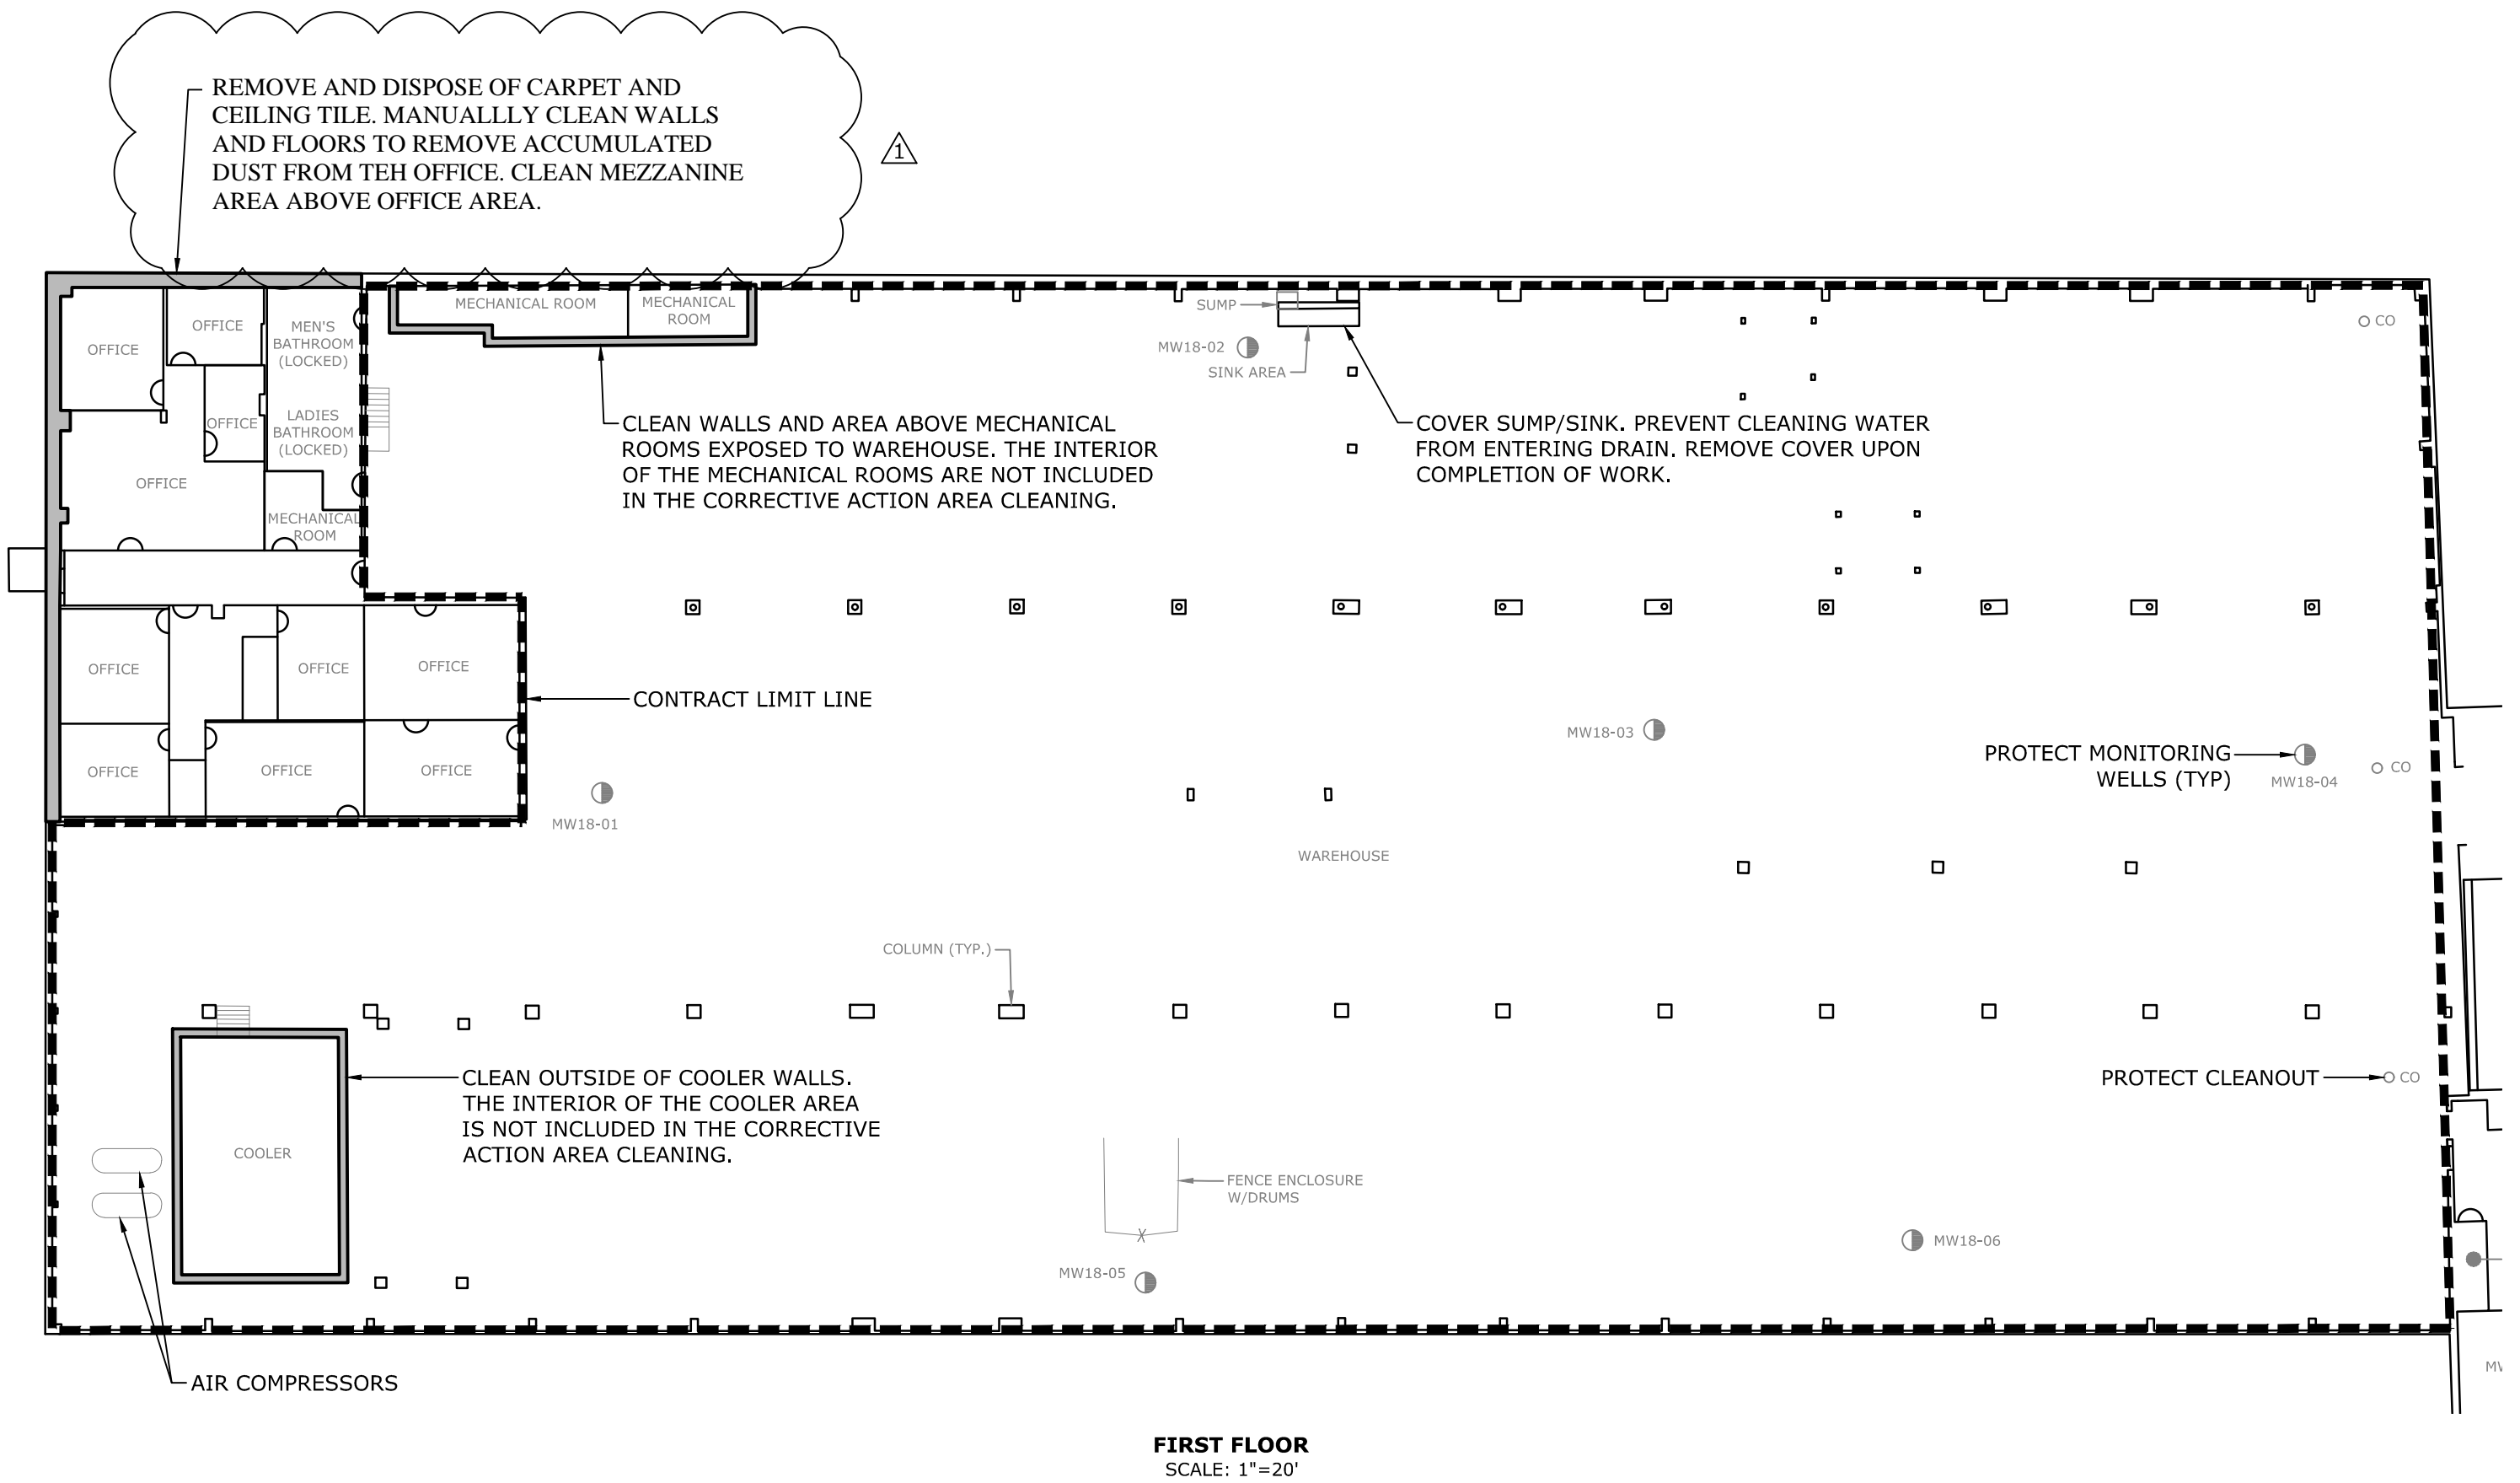 REMOVE AND DISPOSE OF CARPET AND
CEILING TILE. MANUALLLY CLEAN WALLS
AND FLOORS TO REMOVE ACCUMULATED
DUST FROM TEH OFFICE. CLEAN MEZZANINE
AREA ABOVE OFFICE AREA.
1
OFFICE
OFFICE
MEN'S
BATHROOM
(LOCKED)
OFFICE
LADIES
BATHROOM
(LOCKED)
OFFICE
MECHANICAL
ROOM
MECHANICAL ROOM
MECHANICAL
ROOM
CLEAN WALLS AND AREA ABOVE MECHANICAL
ROOMS EXPOSED TO WAREHOUSE. THE INTERIOR
OF THE MECHANICAL ROOMS ARE NOT INCLUDED
IN THE CORRECTIVE ACTION AREA CLEANING.
SUMP
MW18-02
SINK AREA
COVER SUMP/SINK. PREVENT CLEANING WATER
FROM ENTERING DRAIN. REMOVE COVER UPON
COMPLETION OF WORK.
CO
OFFICE
OFFICE
OFFICE
CONTRACT LIMIT LINE
OFFICE
OFFICE
OFFICE
MW18-01
MW18-03
PROTECT MONITORING
WELLS (TYP)
MW18-04
CO
WAREHOUSE
COLUMN (TYP.)
CLEAN OUTSIDE OF COOLER WALLS.
THE INTERIOR OF THE COOLER AREA
IS NOT INCLUDED IN THE CORRECTIVE
ACTION AREA CLEANING.
COOLER
PROTECT CLEANOUT
CO
FENCE ENCLOSURE
W/DRUMS
X
MW18-05
MW18-06
AIR COMPRESSORS
FIRST FLOOR
SCALE: 1"=20'